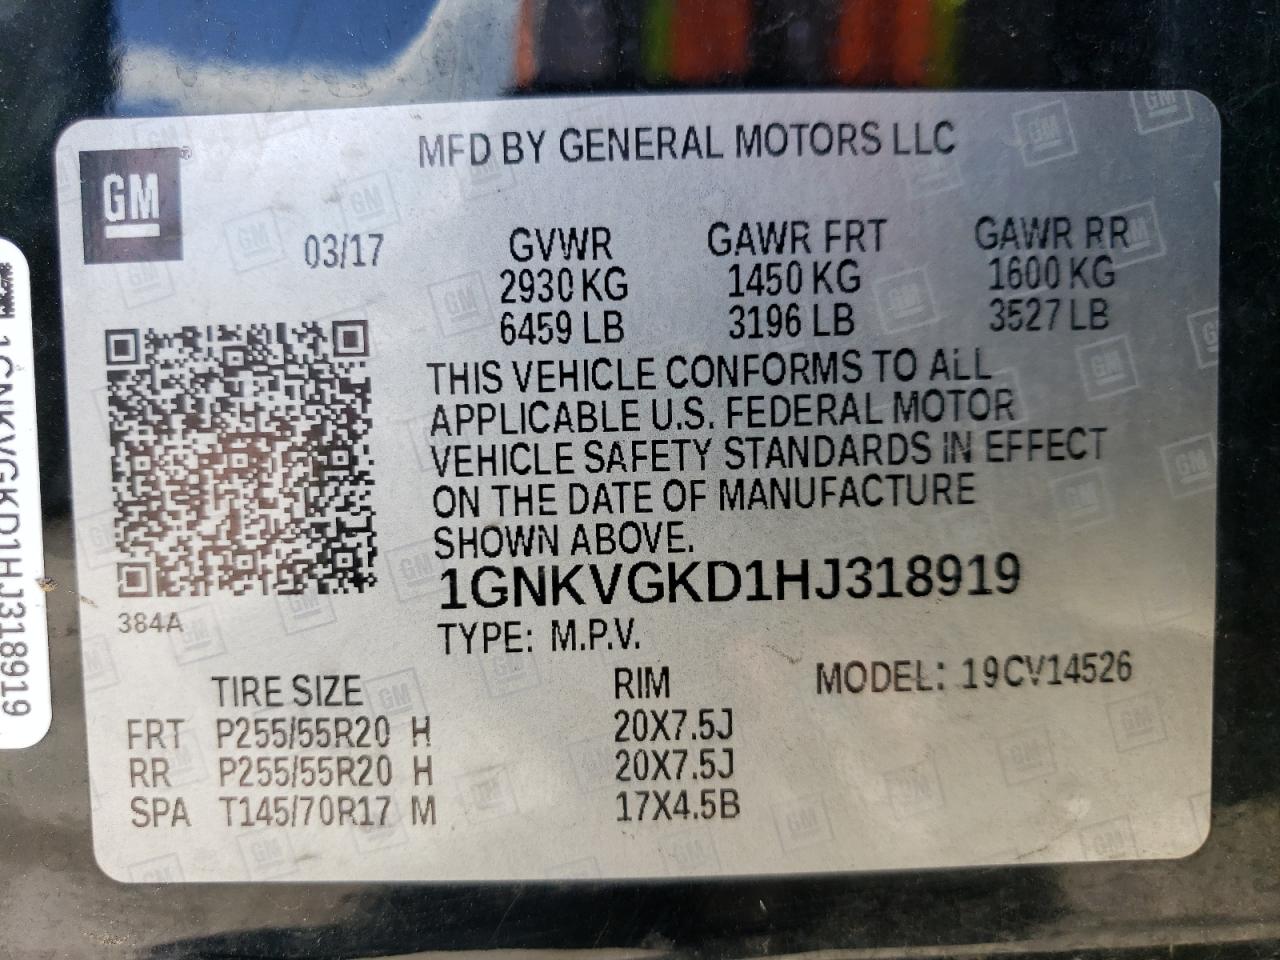 GM
MFD BY GENERAL MOTORS LLC
03/17
GVWR GAWR FRT GAWR RR
2930 KG 1450 KG 1600 KG
6459 LB 3196 LB 3527 LB
THIS VEHICLE CONFORMS TO ALL
APPLICABLE U.S. FEDERAL MOTOR
VEHICLE SAFETY STANDARDS IN EFFECT
ON THE DATE OF MANUFACTURE
SHOWN ABOVE.
1GNKVGKD1HJ318919
384A
TYPE: M.P.V.
MODEL: 19CV14526
TIRE SIZE RIM
FRT P255/55R20 H 20X7.5J
RR P255/55R20 H 20X7.5J
SPA T145/70R17 M 17X4.5B
1GNKVGKD1HJ318919